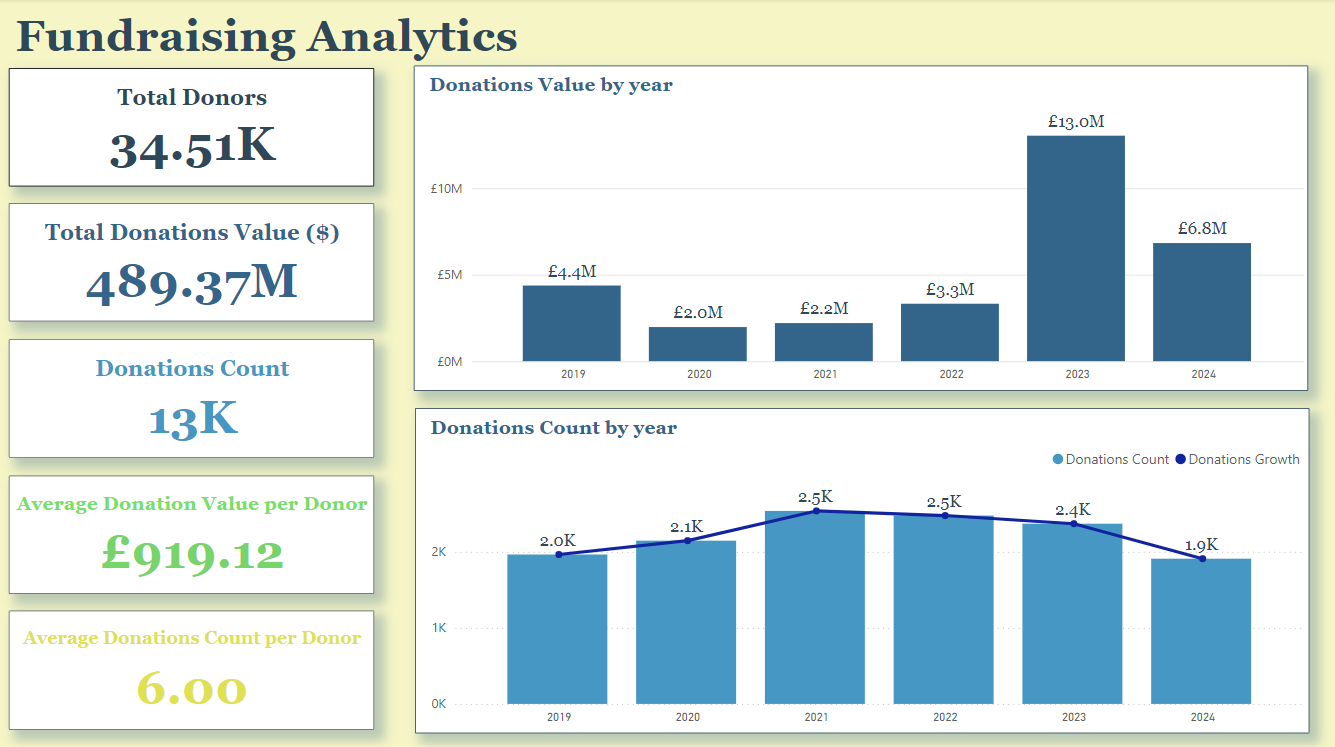 Fundraising Analytics
Total Donors
34.51K
Total Donations Value ($)
489.37M
Donations Count
13K
Average Donation Value per Donor
£919.12
Average Donations Count per Donor
6.00
Donations Value by year
£13.0M
£10M
£6.8M
£5M
£4.4M
£3.3M
£2.0M
£2.2M
£0M
2019 2020 2021 2022 2023 2024
Donations Count by year
Donations Count Donations Growth
2.0K 2.1K 2.5K 2.5K 2.4K 1.9K
2K
1K
0K
2019 2020 2021 2022 2023 2024